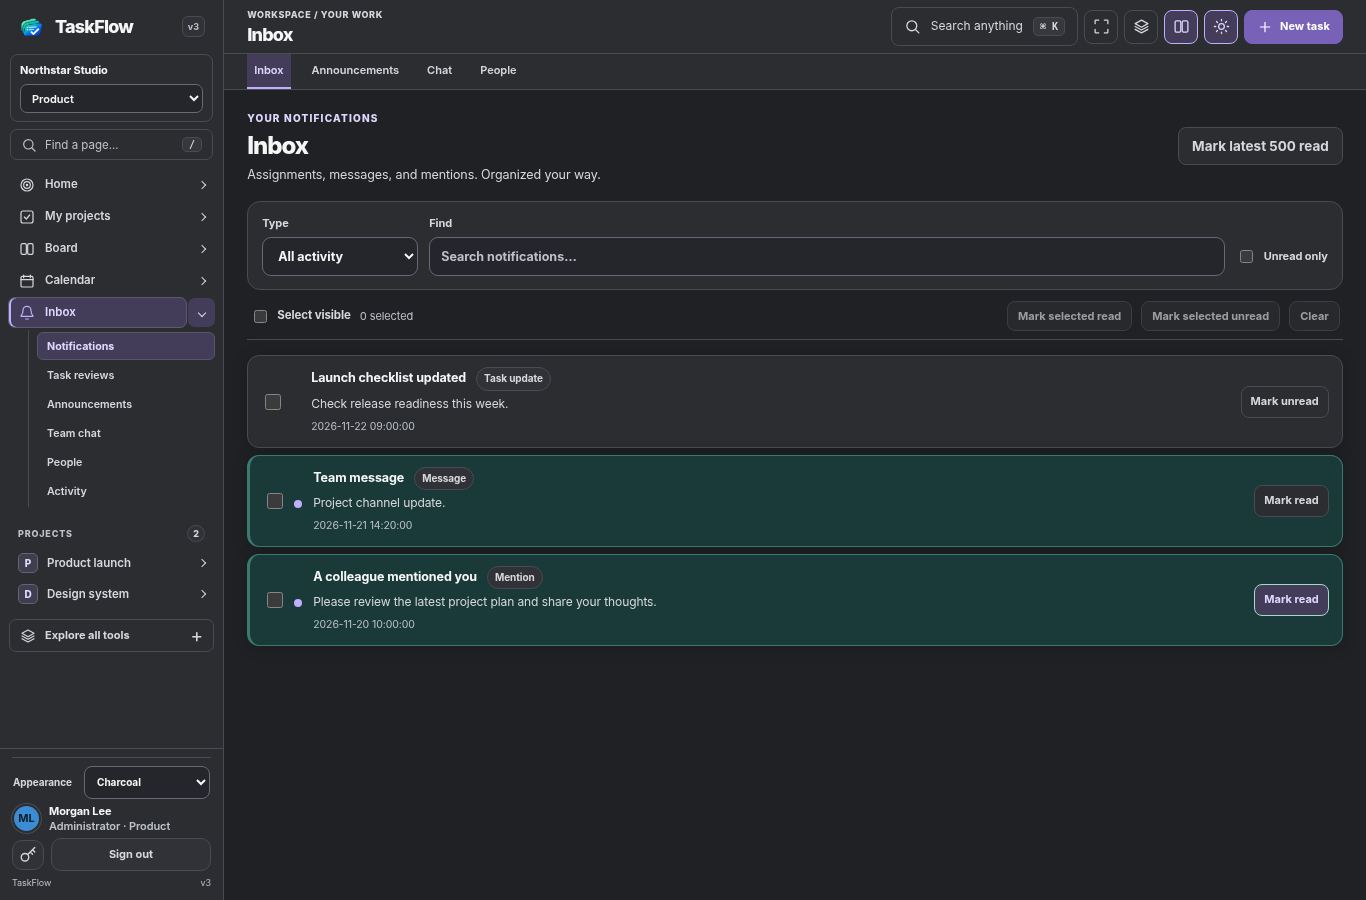 TaskFlow
v3
Northstar Studio
Product
Find a page...
/
Home
My projects
Board
Calendar
Inbox
Notifications
Task reviews
Announcements
Team chat
People
Activity
PROJECTS
2
P
Product launch
D
Design system
Explore all tools
Appearance
Charcoal
ML
Morgan Lee
Administrator · Product
Sign out
TaskFlow
v3
WORKSPACE / YOUR WORK
Inbox
Search anything
⌘ K
New task
Inbox
Announcements
Chat
People
YOUR NOTIFICATIONS
Inbox
Assignments, messages, and mentions. Organized your way.
Mark latest 500 read
Type
Find
All activity
Search notifications...
Unread only
Select visible
0 selected
Mark selected read
Mark selected unread
Clear
Launch checklist updated
Task update
Check release readiness this week.
2026-11-22 09:00:00
Mark unread
Team message
Message
Project channel update.
2026-11-21 14:20:00
Mark read
A colleague mentioned you
Mention
Please review the latest project plan and share your thoughts.
2026-11-20 10:00:00
Mark read